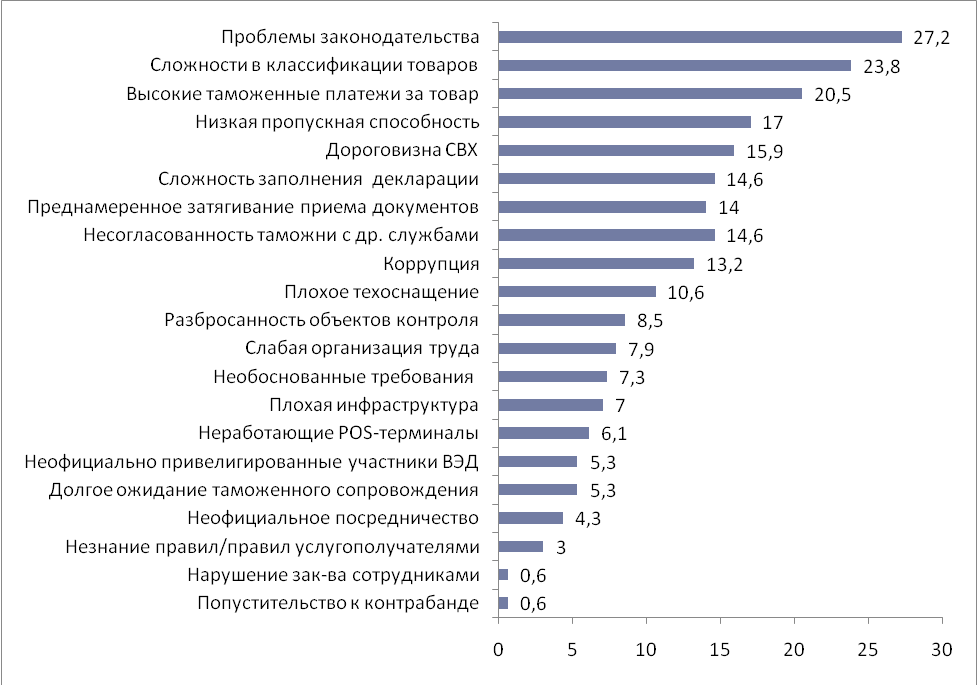 Проблемы законодательства 27,2
Сложности в классификации товаров 23,8
Высокие таможенные платежи за товар 20,5
Низкая пропускная способность 17
Дороговизна СВХ 15,9
Сложность заполнения декларации 14,6
Преднамеренное затягивание приема документов 14
Несогласованность таможни с др. службами 14,6
Коррупция 13,2
Плохое техоснащение 10,6
Разбросанность объектов контроля 8,5
Слабая организация труда 7,9
Необоснованные требования 7,3
Плохая инфраструктура 7
Неработающие POS-терминалы 6,1
Неофициально привелигированные участники ВЭД 5,3
Долгое ожидание таможенного сопровождения 5,3
Неофициальное посредничество 4,3
Незнание правил/правил услугополучателями 3
Нарушение зак-ва сотрудниками 0,6
Попустительство к контрабанде 0,6
0 5 10 15 20 25 30